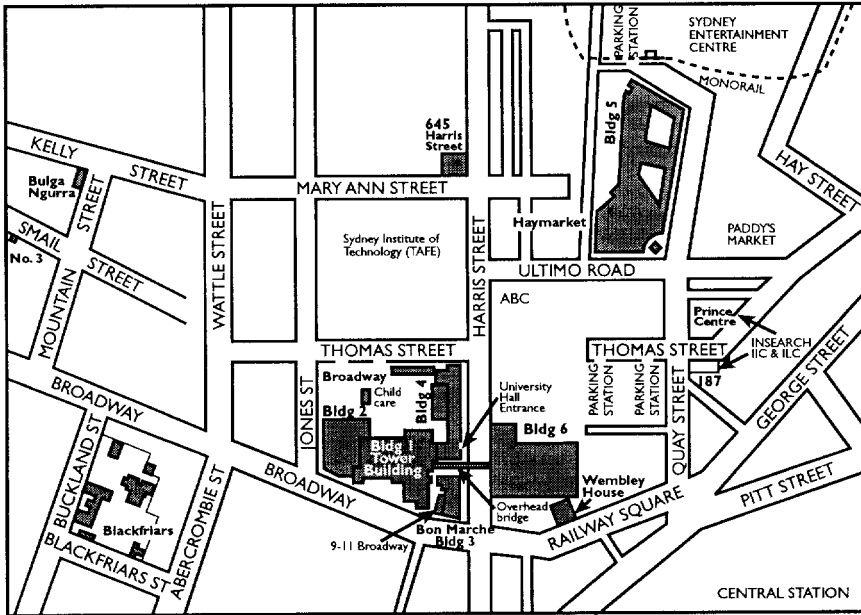 PARKING
STATION
SYDNEY
ENTERTAINMENT
CENTRE
MONORAIL
645
Harris
Street
Bldg 5
KELLY
STREET
MARY ANN STREET
HAY STREET
Bulga
Ngurra
STREET
Haymarket
PADDY'S
MARKET
SMAIL
STREET
No. 3
Sydney Institute of
Technology (TAFE)
WATTLE STREET
HARRIS STREET
ULTIMO ROAD
MOUNTAIN
ABC
Prince
Centre
INSEARCH
IIC & ILC
THOMAS STREET
THOMAS STREET
187
GEORGE STREET
BROADWAY
JONES ST
Broadway
Child
care
Bldg 4
University
Hall
Entrance
PARKING
STATION
PARKING
STATION
QUAY STREET
Bldg 2
Bldg 1
Tower
Building
Bldg 6
BUCKLAND ST
BROADWAY
Wembley
House
PITT STREET
Blackfriars
ABERCROMBIE ST
Overhead
bridge
RAILWAY SQUARE
9-11 Broadway
Bon Marche
Bldg 3
BLACKFRIARS ST
CENTRAL STATION